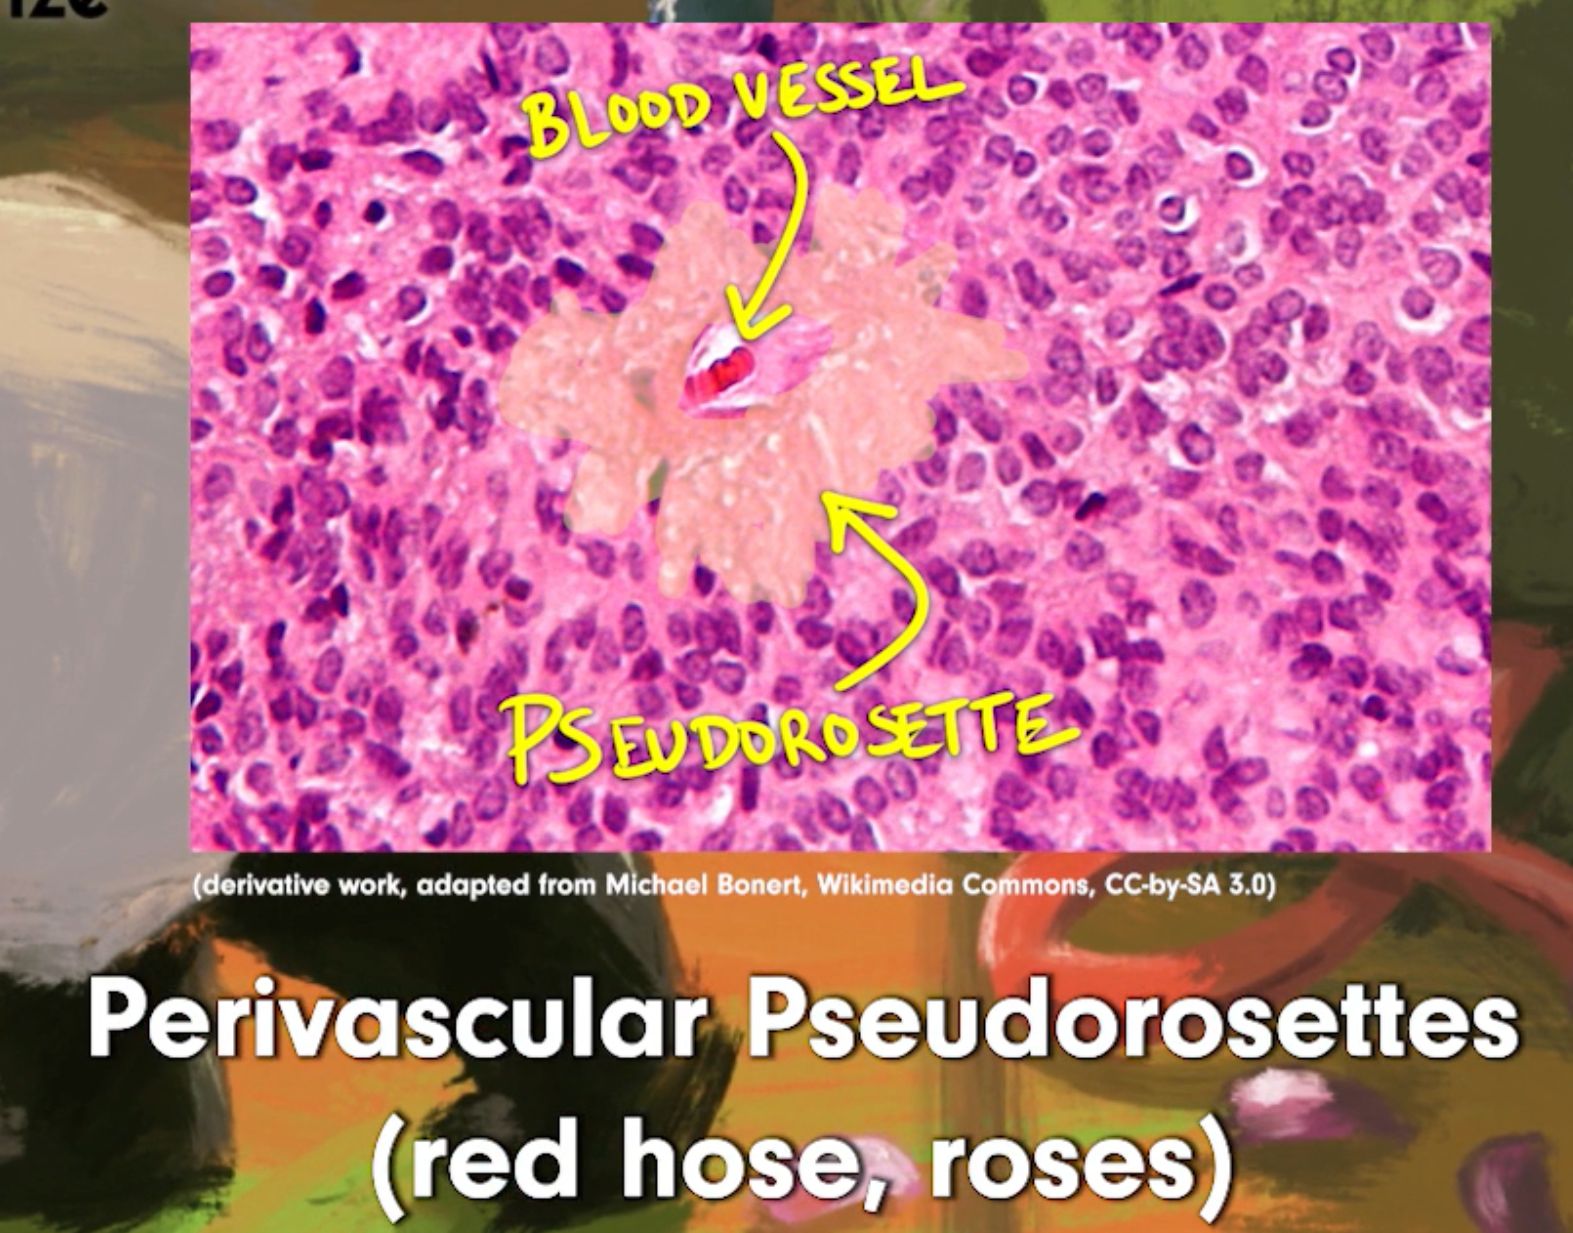 BLOOD VESSEL
PSEUDOROSETTE
(derivative work, adapted from Michael Bonert, Wikimedia Commons, CC-by-SA 3.0)
Perivascular Pseudorosettes
(red hose, roses)